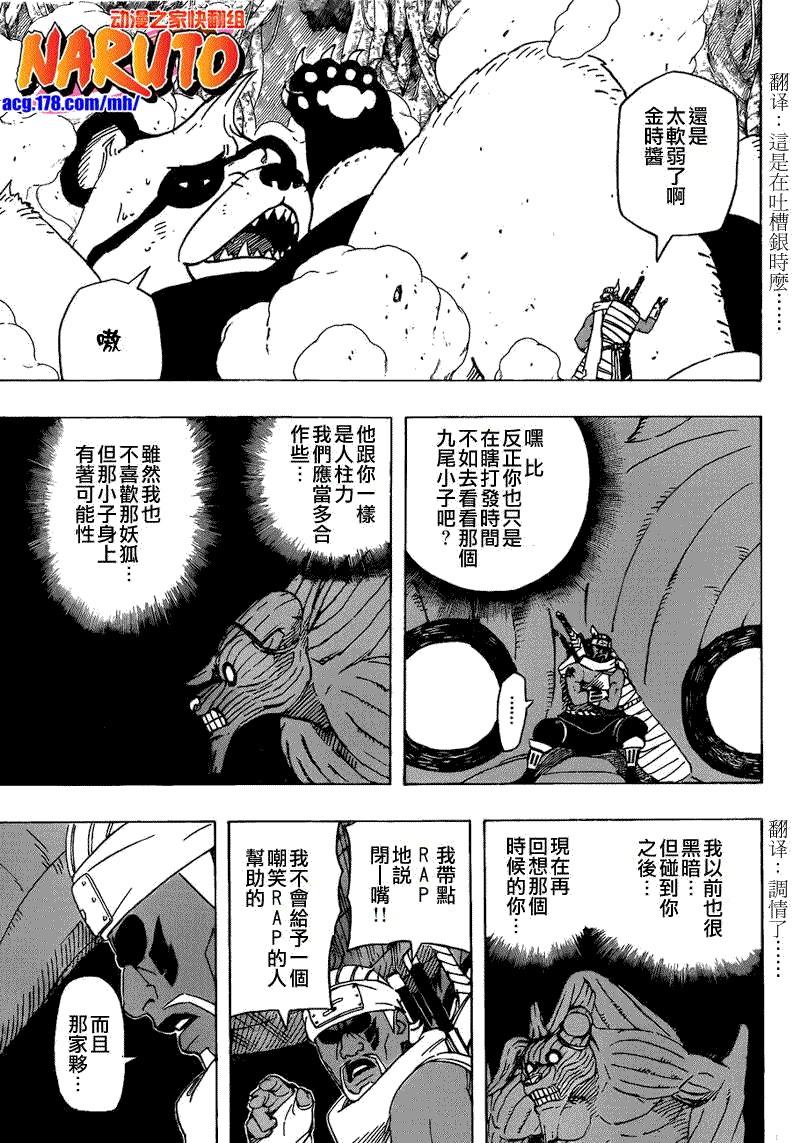 动漫之家快翻组
NARUTO
acg.178.com/mh/
翻译：這是在吐槽銀時麼……
還是
太軟弱了啊
金時醬
嗷
嘿 比
反正你也只是
在瞎打發時間
不如去看看那個
九尾小子吧？
……
他跟你一樣
是人柱力
我們應當多合
作些…
雖然我也
不喜歡那妖狐…
但那小子身上
有著可能性
翻译：調情了……
我以前也很
黑暗…
但碰到你
之後…
現在再
回想那個
時候的你…
我帶點
RAP
地説
閉一嘴!!
我不會給予一個
嘲笑RAP的人
幫助的
而且
那家夥…